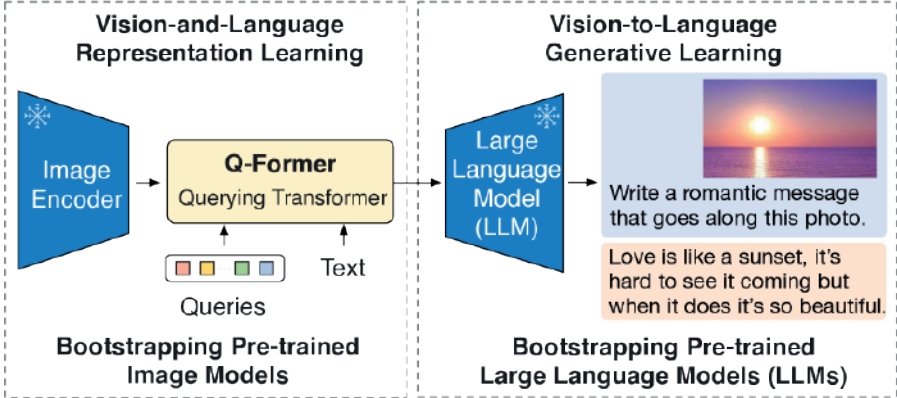 Vision-and-Language
Representation Learning
Image
Encoder
Q-Former
Querying Transformer
Queries
Text
Bootstrapping Pre-trained
Image Models
Vision-to-Language
Generative Learning
Large
Language
Model
(LLM)
Write a romantic message
that goes along this photo.
Love is like a sunset, it's
hard to see it coming but
when it does it's so beautiful.
Bootstrapping Pre-trained
Large Language Models (LLMs)